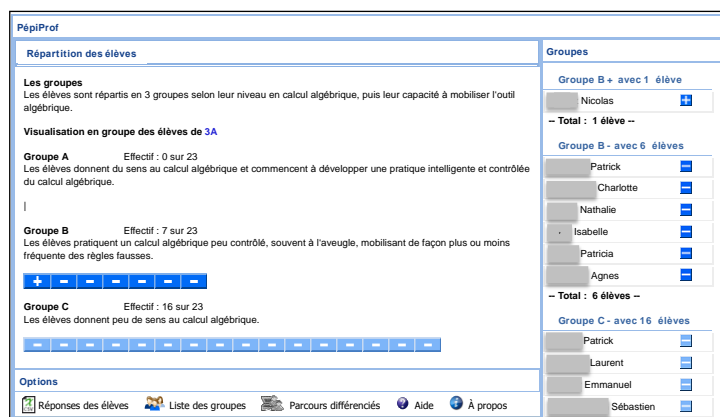 PépiProf
Répartition des élèves
Les groupes
Les élèves sont répartis en 3 groupes selon leur niveau en calcul algébrique, puis leur capacité à mobiliser l'outil
algébrique.
Visualisation en groupe des élèves de 3A
Groupe A Effectif : 0 sur 23
Les élèves donnent du sens au calcul algébrique et commencent à développer une pratique intelligente et contrôlée
du calcul algébrique.
|
Groupe B Effectif : 7 sur 23
Les élèves pratiquent un calcul algébrique peu contrôlé, souvent à l'aveugle, mobilisant de façon plus ou moins
fréquente des règles fausses.
+ - - - - - -
Groupe C Effectif : 16 sur 23
Les élèves donnent peu de sens au calcul algébrique.
- - - - - - - - - - - - - - - -
Options
Réponses des élèves Liste des groupes Parcours différenciés Aide À propos
Groupes
Groupe B + avec 1 élève
Nicolas +
-- Total : 1 élève --
Groupe B - avec 6 élèves
Patrick -
Charlotte -
Nathalie -
Isabelle -
Patricia -
Agnes -
-- Total : 6 élèves --
Groupe C - avec 16 élèves
Patrick -
Laurent -
Emmanuel -
Sébastien -